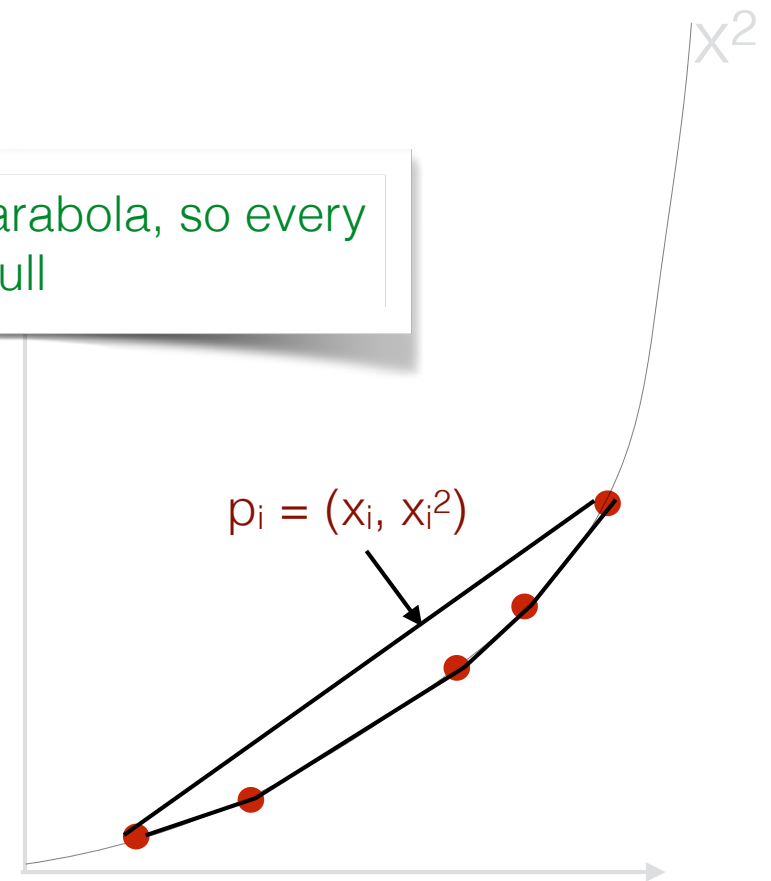 x²
arabola, so every
ull
pᵢ = (xᵢ, xᵢ²)